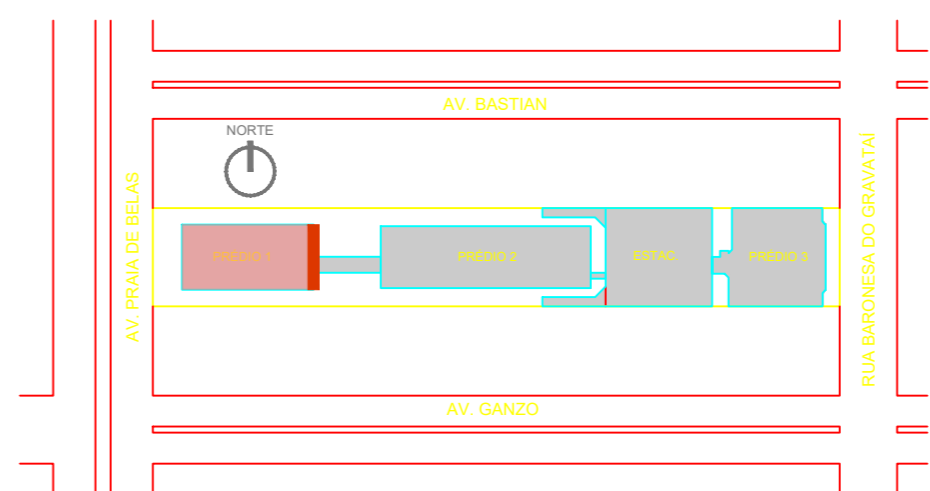 AV. BASTIAN
NORTE
AV. PRAIA DE BELAS
PRÉDIO 1
PRÉDIO 2
ESTAC.
PRÉDIO 3
RUA BARONESA DO GRAVATAÍ
AV. GANZO